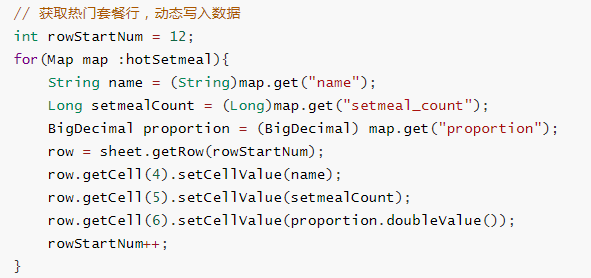 // 获取热门套餐行，动态写入数据
int rowStartNum = 12;
for(Map map :hotSetmeal){
    String name = (String)map.get("name");
    Long setmealCount = (Long)map.get("setmeal_count");
    BigDecimal proportion = (BigDecimal) map.get("proportion");
    row = sheet.getRow(rowStartNum);
    row.getCell(4).setCellValue(name);
    row.getCell(5).setCellValue(setmealCount);
    row.getCell(6).setCellValue(proportion.doubleValue());
    rowStartNum++;
}